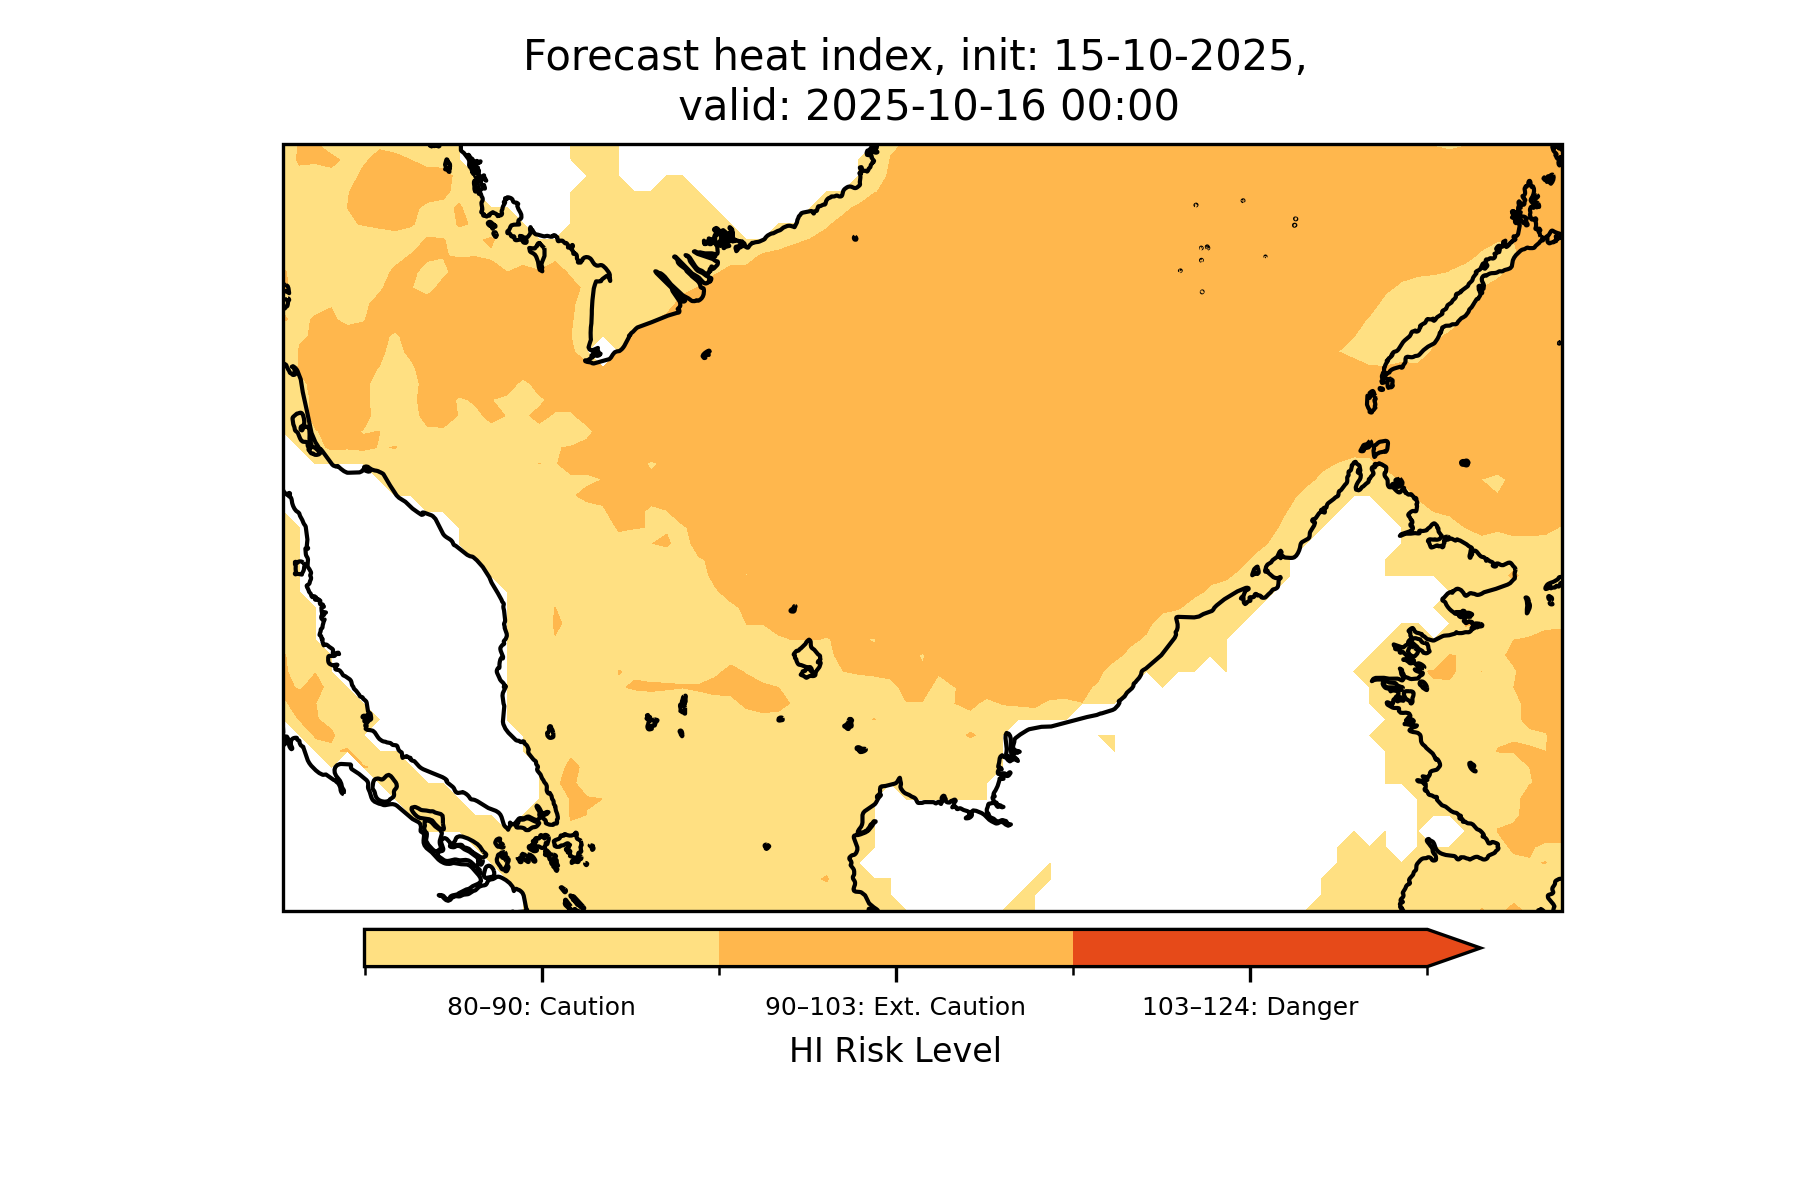 Forecast heat index, init: 15-10-2025,
valid: 2025-10-16 00:00
80–90: Caution
90–103: Ext. Caution
103–124: Danger
HI Risk Level